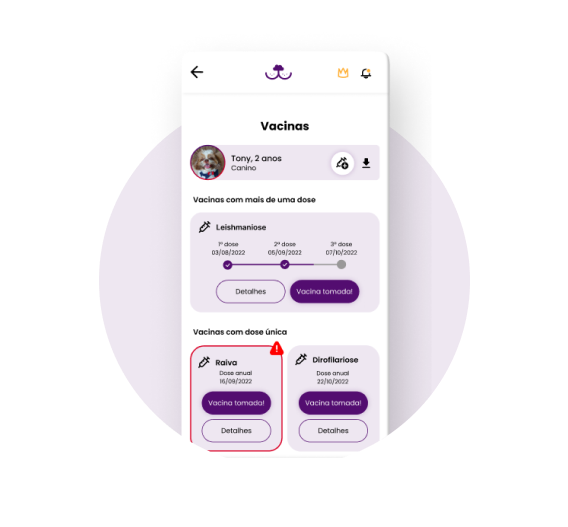 Vacinas
Tony, 2 anos
Canino
Vacinas com mais de uma dose
Leishmaniose
1ª dose 2ª dose 3ª dose
03/08/2022 05/09/2022 07/10/2022
Detalhes Vacina tomada!
Vacinas com dose única
Raiva
Dose anual
16/09/2022
Vacina tomada!
Detalhes
Dirofilariose
Dose anual
22/10/2022
Vacina tomada!
Detalhes